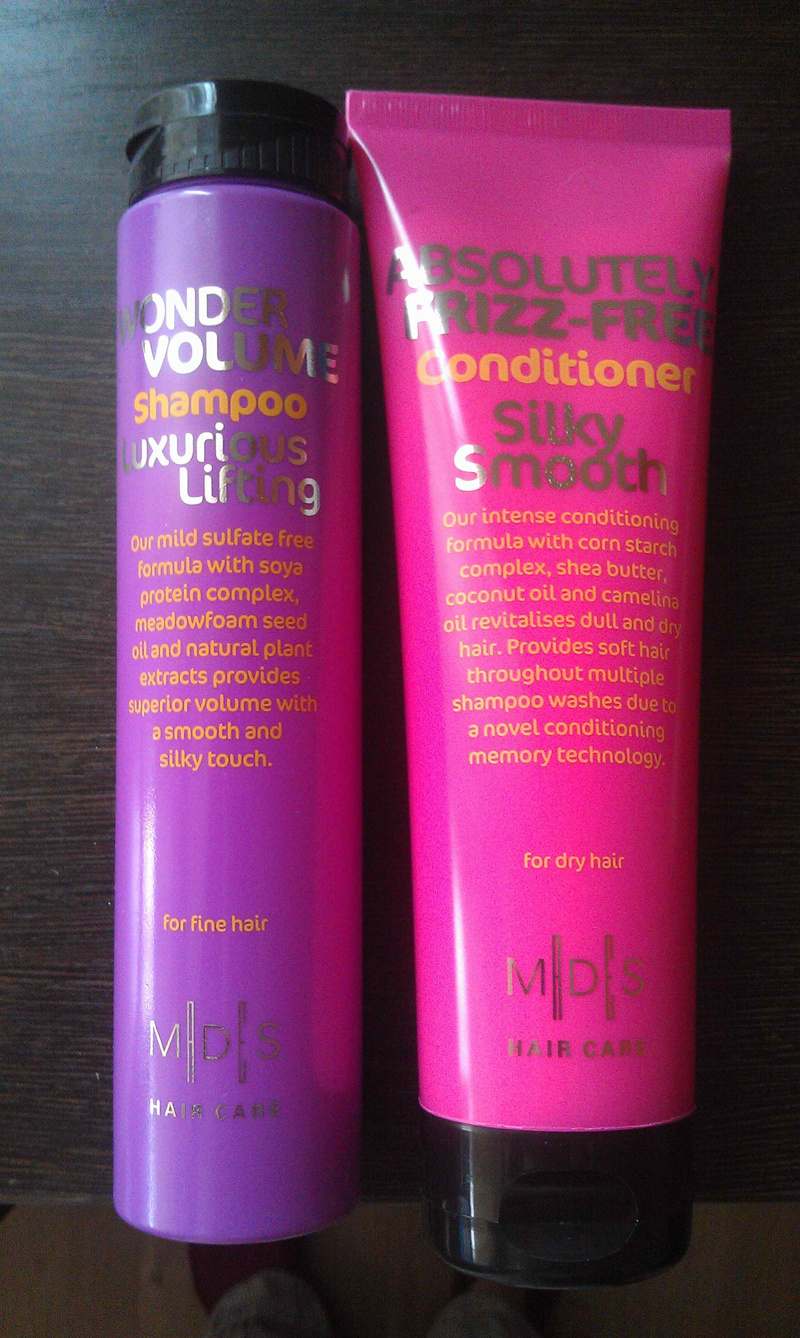 WONDER
VOLUME
Shampoo
Luxurious
Lifting
Our mild sulfate free
formula with soya
protein complex,
meadowfoam seed
oil and natural plant
extracts provides
superior volume with
a smooth and
silky touch.
for fine hair
MDS
HAIR CARE
ABSOLUTELY
FRIZZ-FREE
Conditioner
Silky
Smooth
Our intense conditioning
formula with corn starch
complex, shea butter,
coconut oil and camelina
oil revitalises dull and dry
hair. Provides soft hair
throughout multiple
shampoo washes due to
a novel conditioning
memory technology.
for dry hair
MDS
HAIR CARE